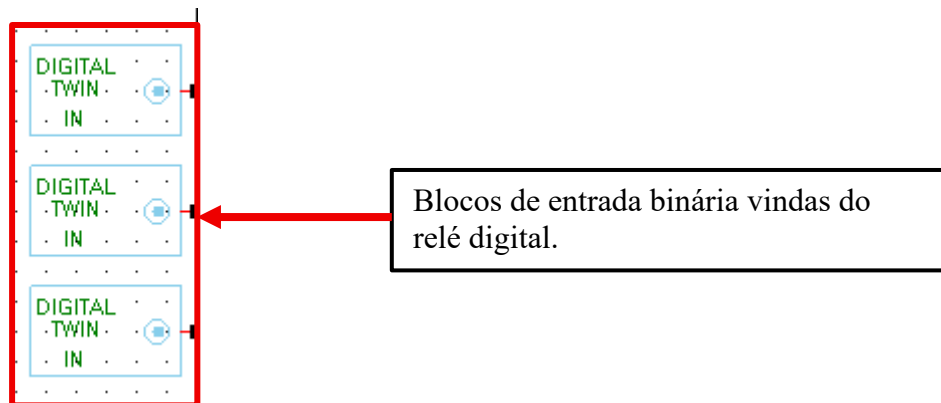 DIGITAL
TWIN
IN
DIGITAL
TWIN
IN
DIGITAL
TWIN
IN
Blocos de entrada binária vindas do
relé digital.